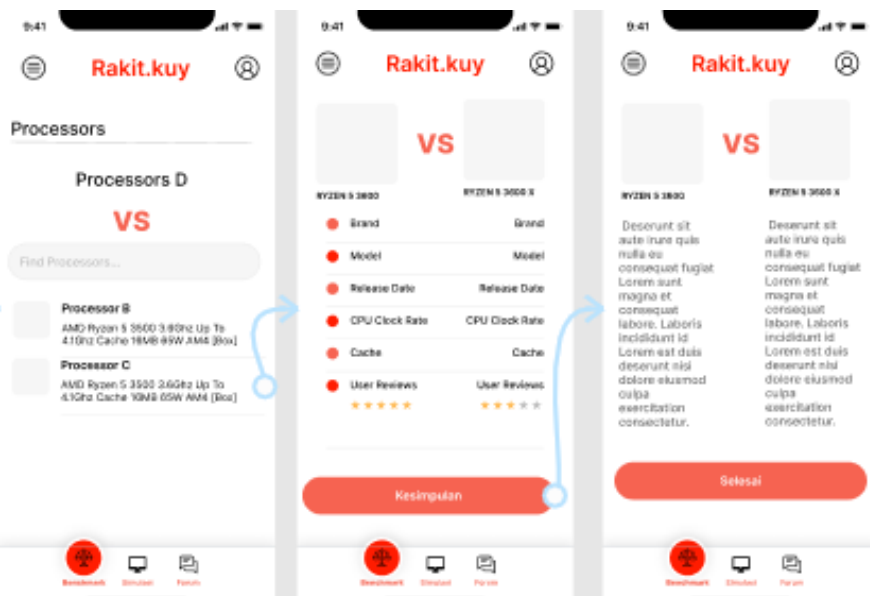 9:41
Rakit.kuy
Processors
Processors D
VS
Find Processors...
Processor B
AMD Ryzen 5 3500 3.6Ghz Up To
4.1Ghz Cache 16MB 65W AM4 [Box]
Processor C
AMD Ryzen 5 3500 3.6Ghz Up To
4.1Ghz Cache 16MB 65W AM4 [Box]
Benchmark Simulasi Forum
9:41
Rakit.kuy
VS
RYZEN 5 3600 RYZEN 5 3600 X
Brand Brand
Model Model
Release Date Release Date
CPU Clock Rate CPU Clock Rate
Cache Cache
User Reviews User Reviews
Kesimpulan
Benchmark Simulasi Forum
9:41
Rakit.kuy
VS
RYZEN 5 3600 RYZEN 5 3600 X
Deserunt sit
aute irure quis
nulla eu
consequat fugiat
Lorem sunt
magna et
consequat
labore. Laboris
incididunt id
Lorem est duis
deserunt nisi
dolore eiusmod
culpa
exercitation
consectetur.
Deserunt sit
aute irure quis
nulla eu
consequat fugiat
Lorem sunt
magna et
consequat
labore. Laboris
incididunt id
Lorem est duis
deserunt nisi
dolore eiusmod
culpa
exercitation
consectetur.
Selesai
Benchmark Simulasi Forum